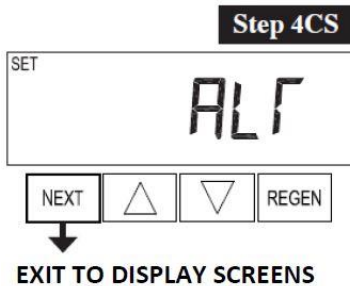 Step 4CS
SET
ALT
NEXT
REGEN
EXIT TO DISPLAY SCREENS